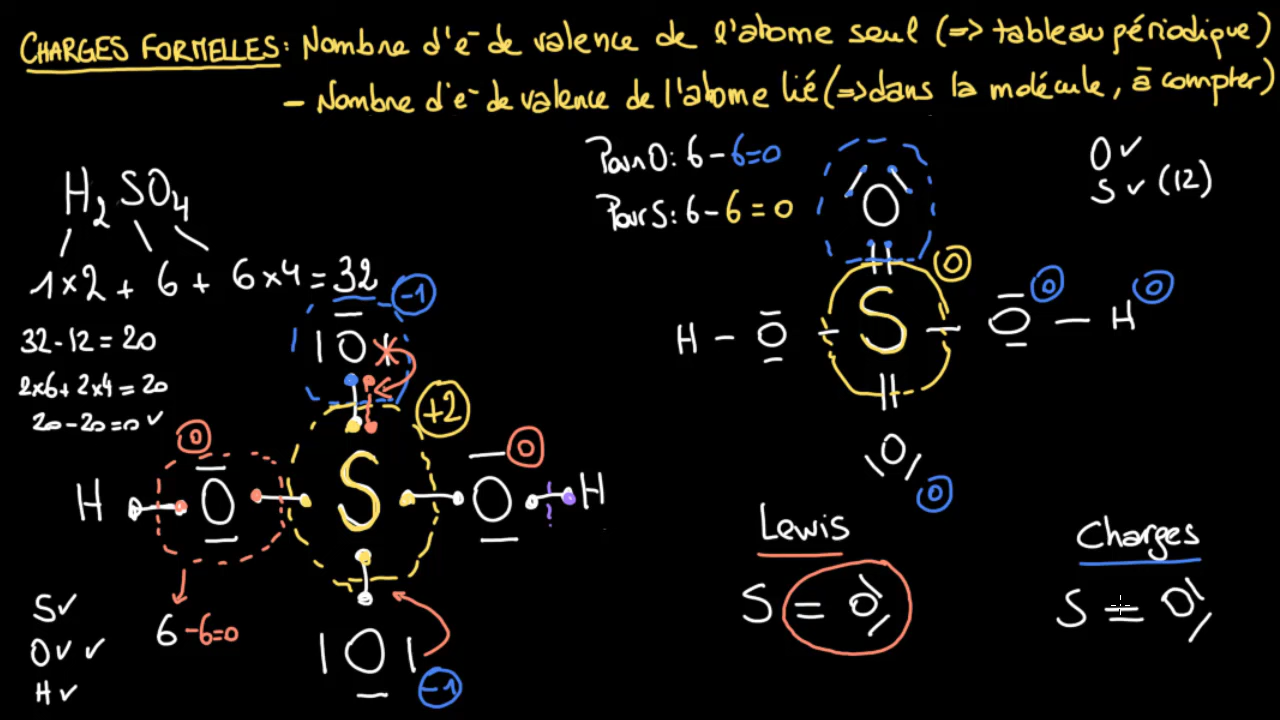 CHARGES FORMELLES: Nombre d'e⁻ de valence de l'atome seul (=> tableau périodique)
- Nombre d'e⁻ de valence de l'atome lié (=> dans la molécule, à compter)
H₂SO₄
1×2 + 6 + 6×4 = 32
32 - 12 = 20
2×6 + 2×4 = 20
20 - 20 = 0 ✓
-1
|O
+2
0
0
H O S O H
6 - 6 = 0
|O|
-1
S ✓
O ✓ ✓
H ✓
Pour O: 6 - 6 = 0
Pour S: 6 - 6 = 0
O ✓
S ✓ (12)
O
0
0
0
H - O - S - O - H
O
0
Lewis
S = O
Charges
S = O